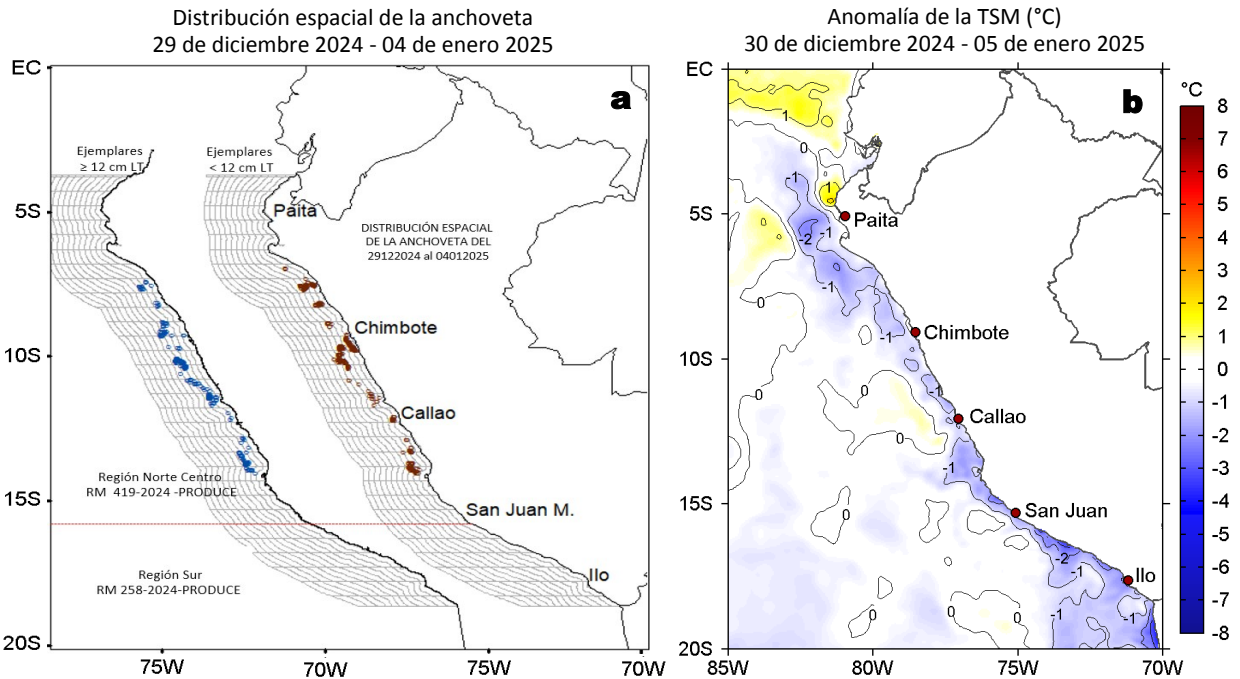 Distribución espacial de la anchoveta
29 de diciembre 2024 - 04 de enero 2025
EC
5S
10S
15S
20S
75W
70W
75W
70W
a
Ejemplares
≥ 12 cm LT
Ejemplares
< 12 cm LT
Paita
DISTRIBUCIÓN ESPACIAL
DE LA ANCHOVETA DEL
29122024 al 04012025
Chimbote
Callao
Región Norte Centro
RM 419-2024 -PRODUCE
San Juan M.
Región Sur
RM 258-2024-PRODUCE
Ilo
Anomalía de la TSM (°C)
30 de diciembre 2024 - 05 de enero 2025
EC
5S
10S
15S
20S
85W
80W
75W
70W
b
1
0
-1
1
Paita
-2
-1
0
-1
Chimbote
-1
0
-1
Callao
0
-1
San Juan
0
-2
-1
Ilo
0
0
0
-1
-1
°C
8
7
6
5
4
3
2
1
0
-1
-2
-3
-4
-5
-6
-7
-8